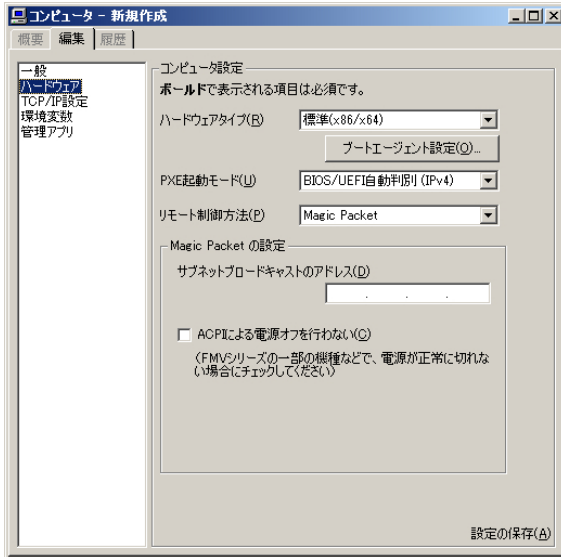 コンピュータ - 新規作成
概要 編集 履歴
一般
ハードウェア
TCP/IP設定
環境変数
管理アプリ
コンピュータ設定
ボールドで表示される項目は必須です。
ハードウェアタイプ(R) 標準(x86/x64)
ブートエージェント設定(O)...
PXE起動モード(U) BIOS/UEFI自動判別 (IPv4)
リモート制御方法(P) Magic Packet
Magic Packet の設定
サブネットブロードキャストのアドレス(D)
. . .
ACPIによる電源オフを行わない(C)
(FMVシリーズの一部の機種などで、電源が正常に切れな
い場合にチェックしてください)
設定の保存(A)